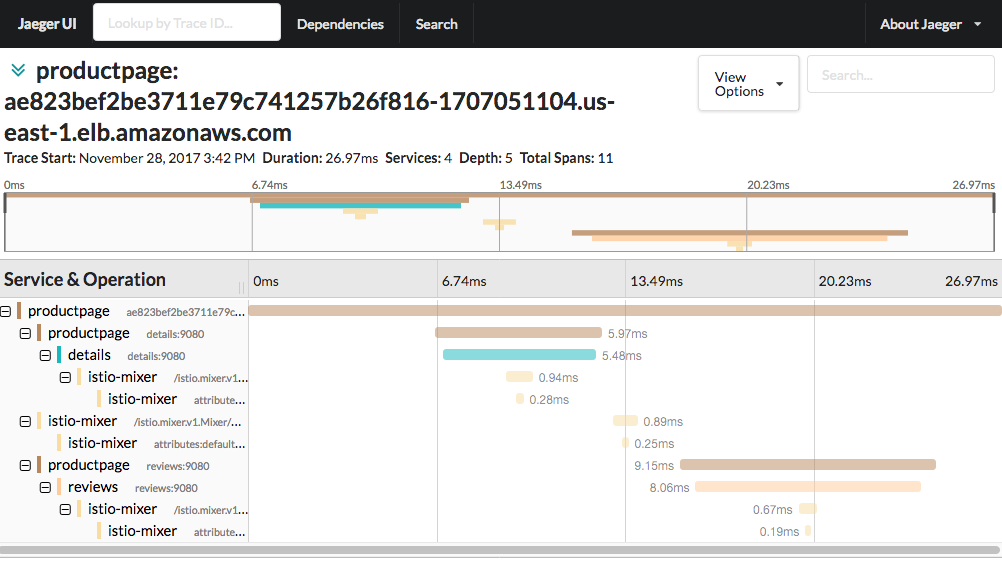 Jaeger UI Lookup by Trace ID... Dependencies Search About Jaeger
productpage:
ae823bef2be3711e79c741257b26f816-1707051104.us-
east-1.elb.amazonaws.com
View Options Search...
Trace Start: November 28, 2017 3:42 PM Duration: 26.97ms Services: 4 Depth: 5 Total Spans: 11
0ms 6.74ms 13.49ms 20.23ms 26.97ms
Service & Operation 0ms 6.74ms 13.49ms 20.23ms 26.97ms
productpage ae823bef2be3711e79c...
productpage details:9080 5.97ms
details details:9080 5.48ms
istio-mixer /istio.mixer.v1... 0.94ms
istio-mixer attribute... 0.28ms
istio-mixer /istio.mixer.v1.Mixer/... 0.89ms
istio-mixer attributes:default... 0.25ms
productpage reviews:9080 9.15ms
reviews reviews:9080 8.06ms
istio-mixer /istio.mixer.v1... 0.67ms
istio-mixer attribute... 0.19ms